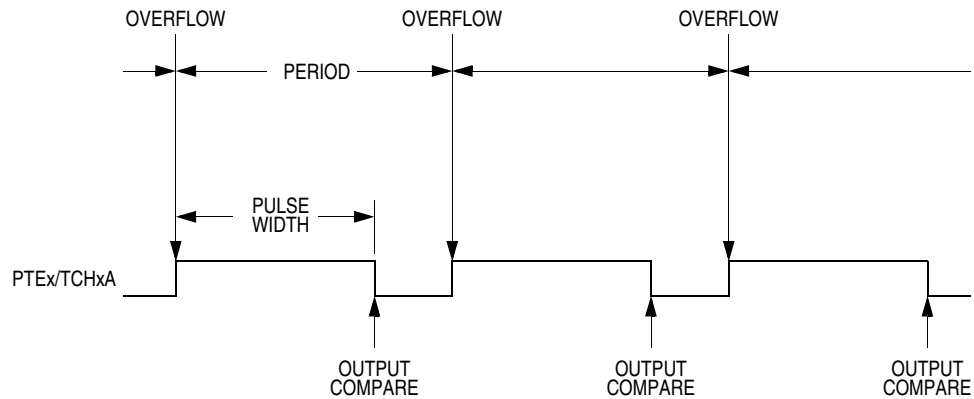 OVERFLOW
OVERFLOW
OVERFLOW
PERIOD
PULSE
WIDTH
PTEx/TCHxA
OUTPUT
COMPARE
OUTPUT
COMPARE
OUTPUT
COMPARE